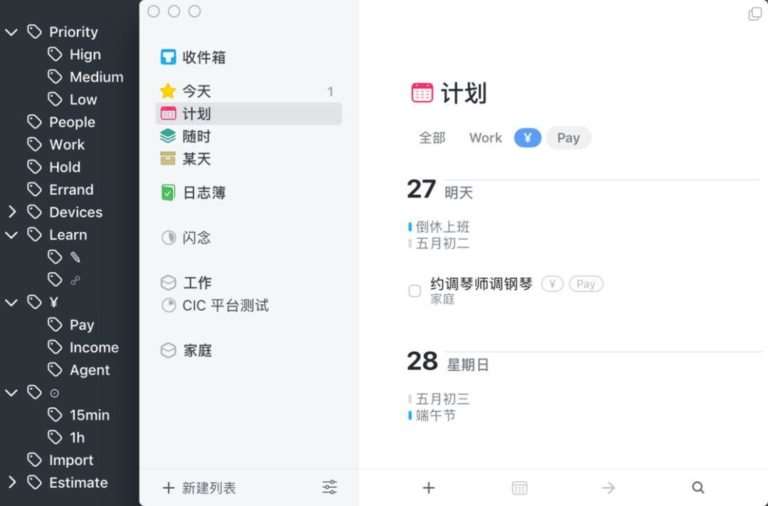 Priority
Hign
Medium
Low
People
Work
Hold
Errand
Devices
Learn
¥
Pay
Income
Agent
15min
1h
Import
Estimate
收件箱
今天 1
计划
随时
某天
日志簿
闪念
工作
CIC 平台测试
家庭
新建列表
计划
全部 Work ¥ Pay
27 明天
倒休上班
五月初二
约调琴师调钢琴 ¥ Pay
家庭
28 星期日
五月初三
端午节